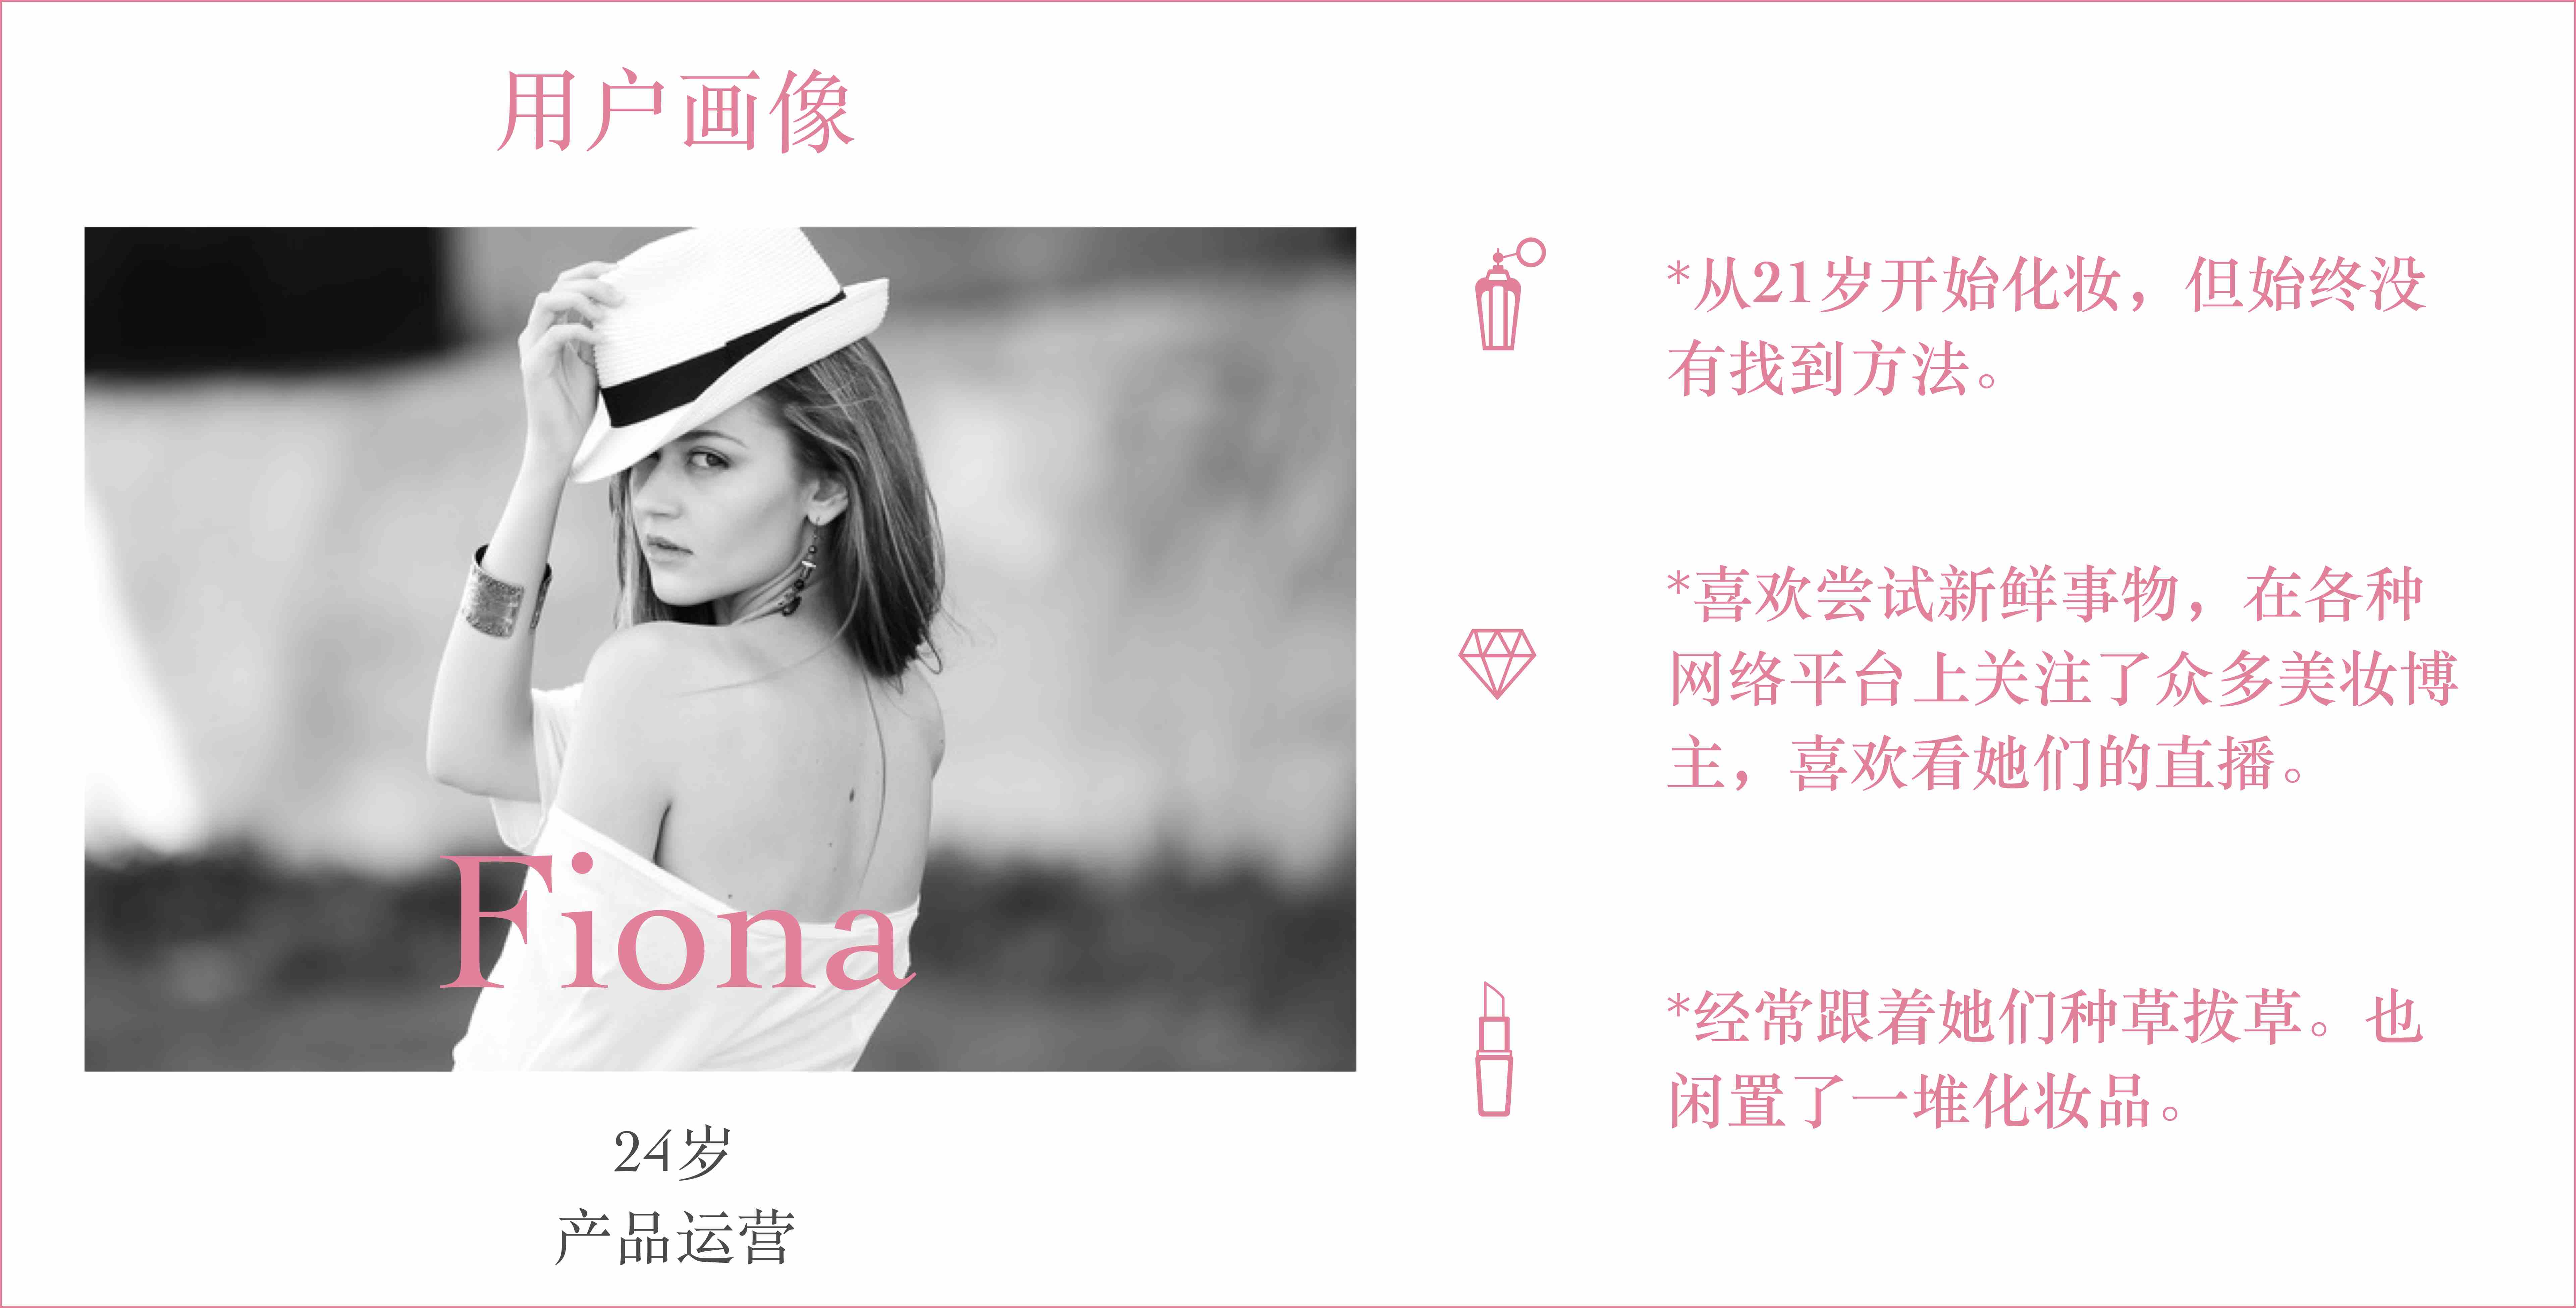 用户画像
Fiona
24岁
产品运营
*从21岁开始化妆，但始终没
有找到方法。
*喜欢尝试新鲜事物，在各种
网络平台上关注了众多美妆博
主，喜欢看她们的直播。
*经常跟着她们种草拔草。也
闲置了一堆化妆品。